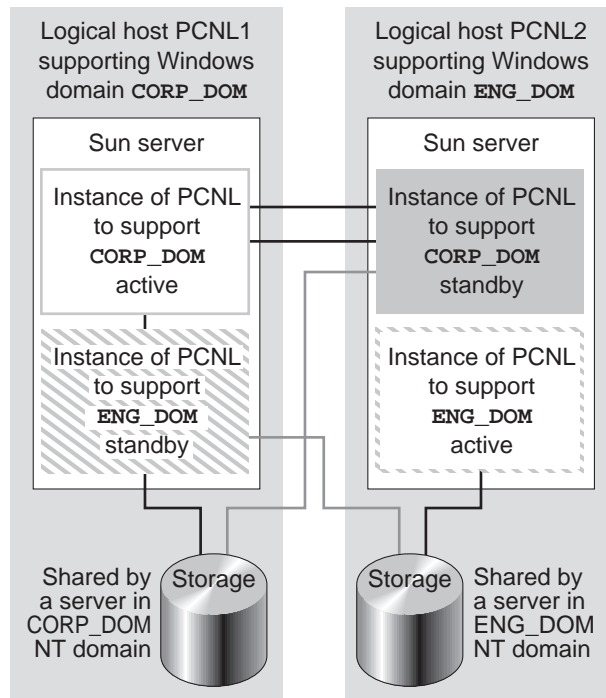 Logical host PCNL1
supporting Windows
domain CORP_DOM
Sun server
Instance of PCNL
to support
CORP_DOM
active
Instance of PCNL
to support
ENG_DOM
standby
Storage
Shared by
a server in
CORP_DOM
NT domain
Logical host PCNL2
supporting Windows
domain ENG_DOM
Sun server
Instance of PCNL
to support
CORP_DOM
standby
Instance of PCNL
to support
ENG_DOM
active
Storage
Shared by
a server in
ENG_DOM
NT domain